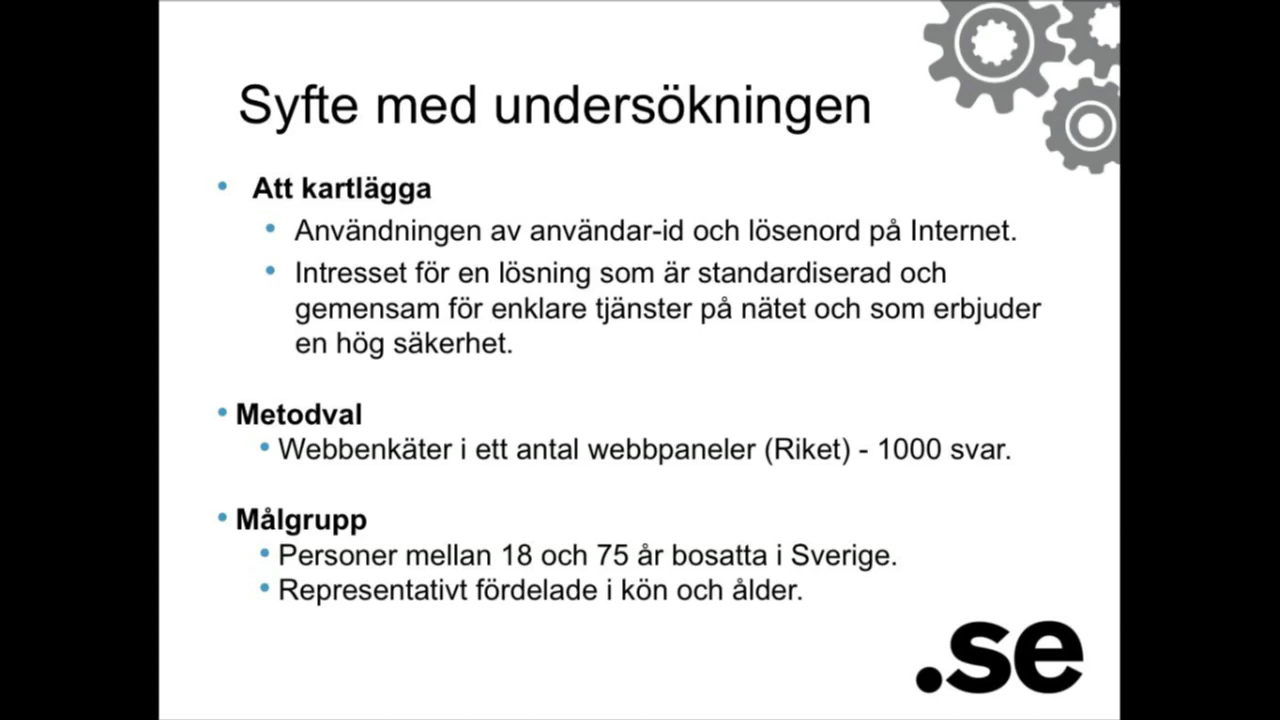 Syfte med undersökningen
• Att kartlägga
• Användningen av användar-id och lösenord på Internet.
• Intresset för en lösning som är standardiserad och
gemensam för enklare tjänster på nätet och som erbjuder
en hög säkerhet.
• Metodval
• Webbenkäter i ett antal webbpaneler (Riket) - 1000 svar.
• Målgrupp
• Personer mellan 18 och 75 år bosatta i Sverige.
• Representativt fördelade i kön och ålder.
.se